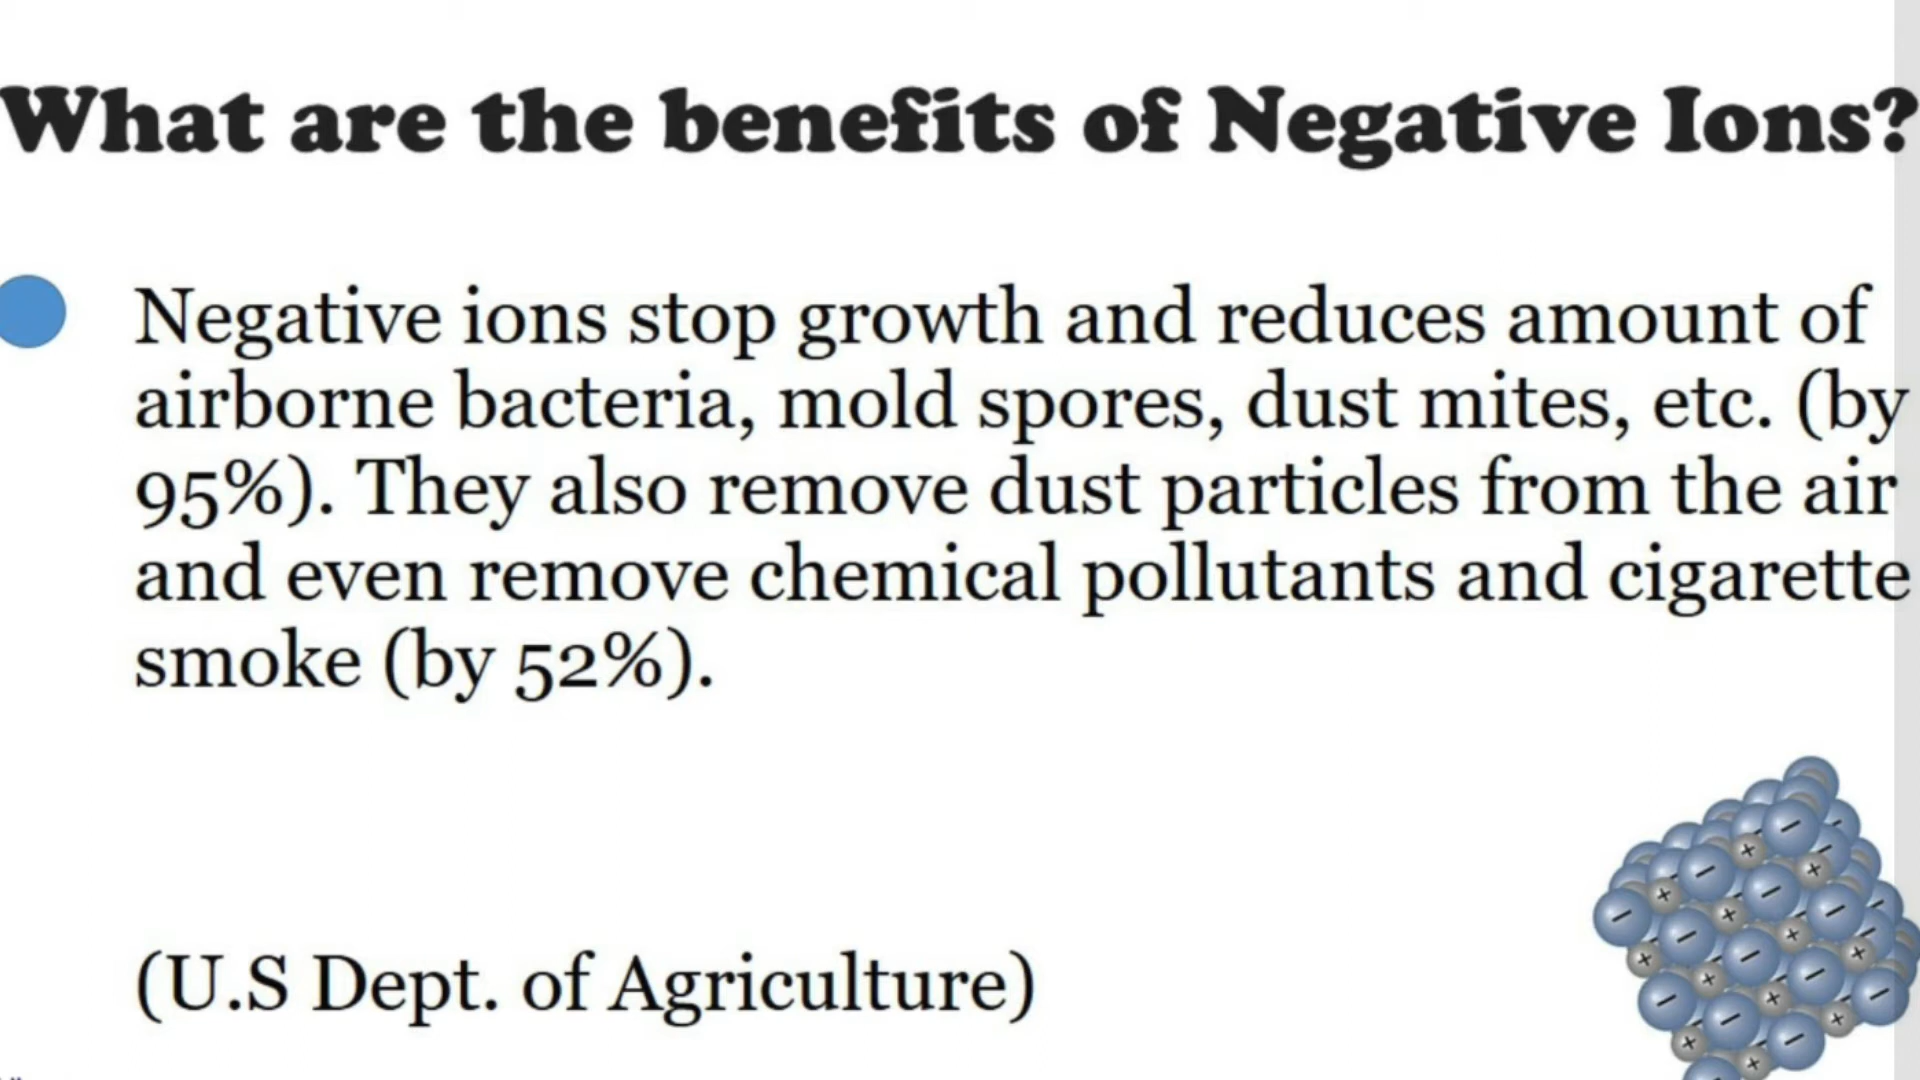 What are the benefits of Negative Ions?
Negative ions stop growth and reduces amount of
airborne bacteria, mold spores, dust mites, etc. (by
95%). They also remove dust particles from the air
and even remove chemical pollutants and cigarette
smoke (by 52%).
(U.S Dept. of Agriculture)